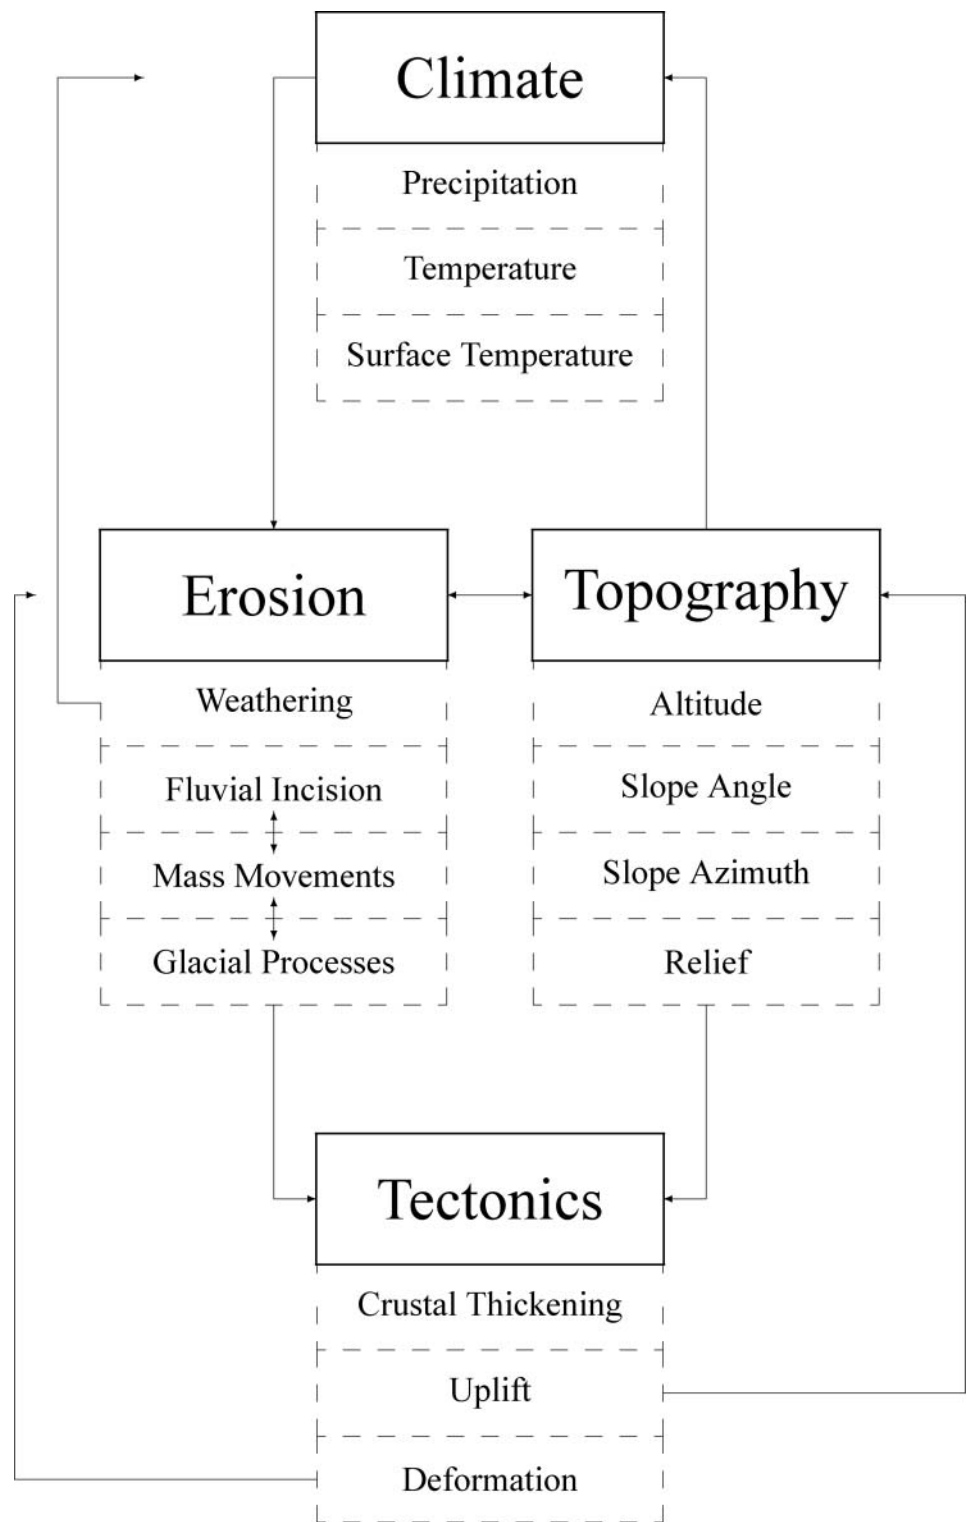 Climate
Precipitation
Temperature
Surface Temperature
Erosion
Weathering
Fluvial Incision
Mass Movements
Glacial Processes
Topography
Altitude
Slope Angle
Slope Azimuth
Relief
Tectonics
Crustal Thickening
Uplift
Deformation